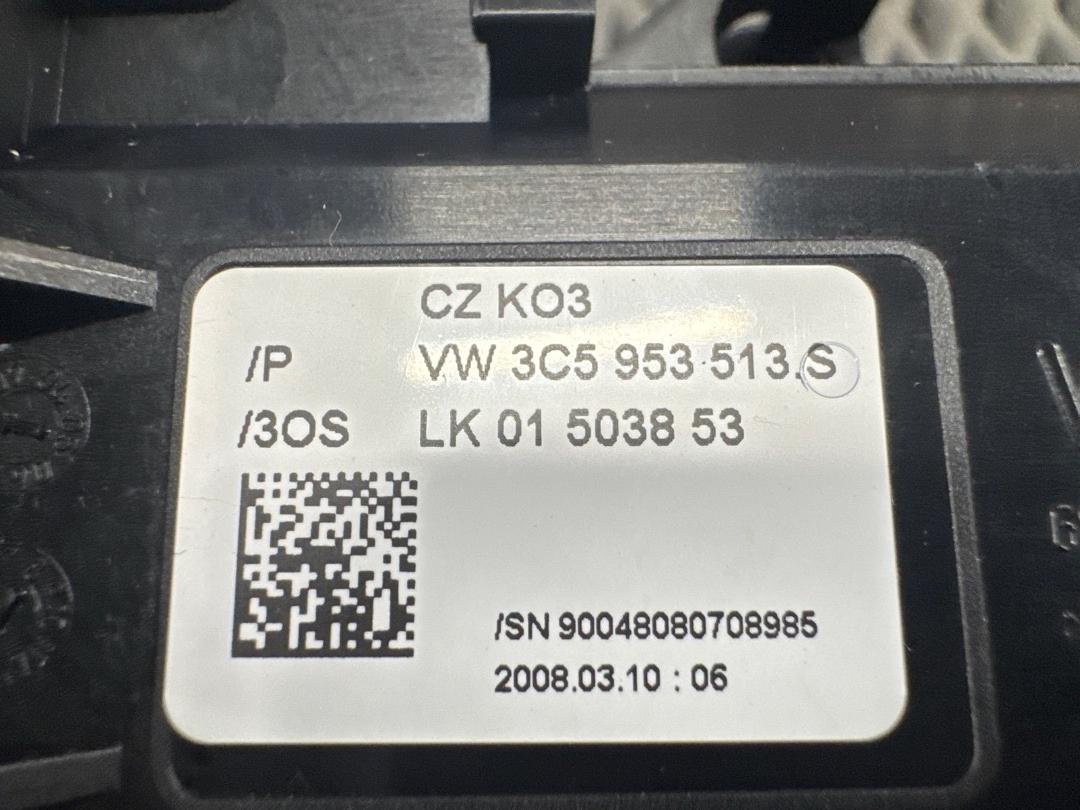 CZ KO3
/P VW 3C5 953 513.S
/3OS LK 01 5038 53
/SN 90048080708985
2008.03.10 : 06